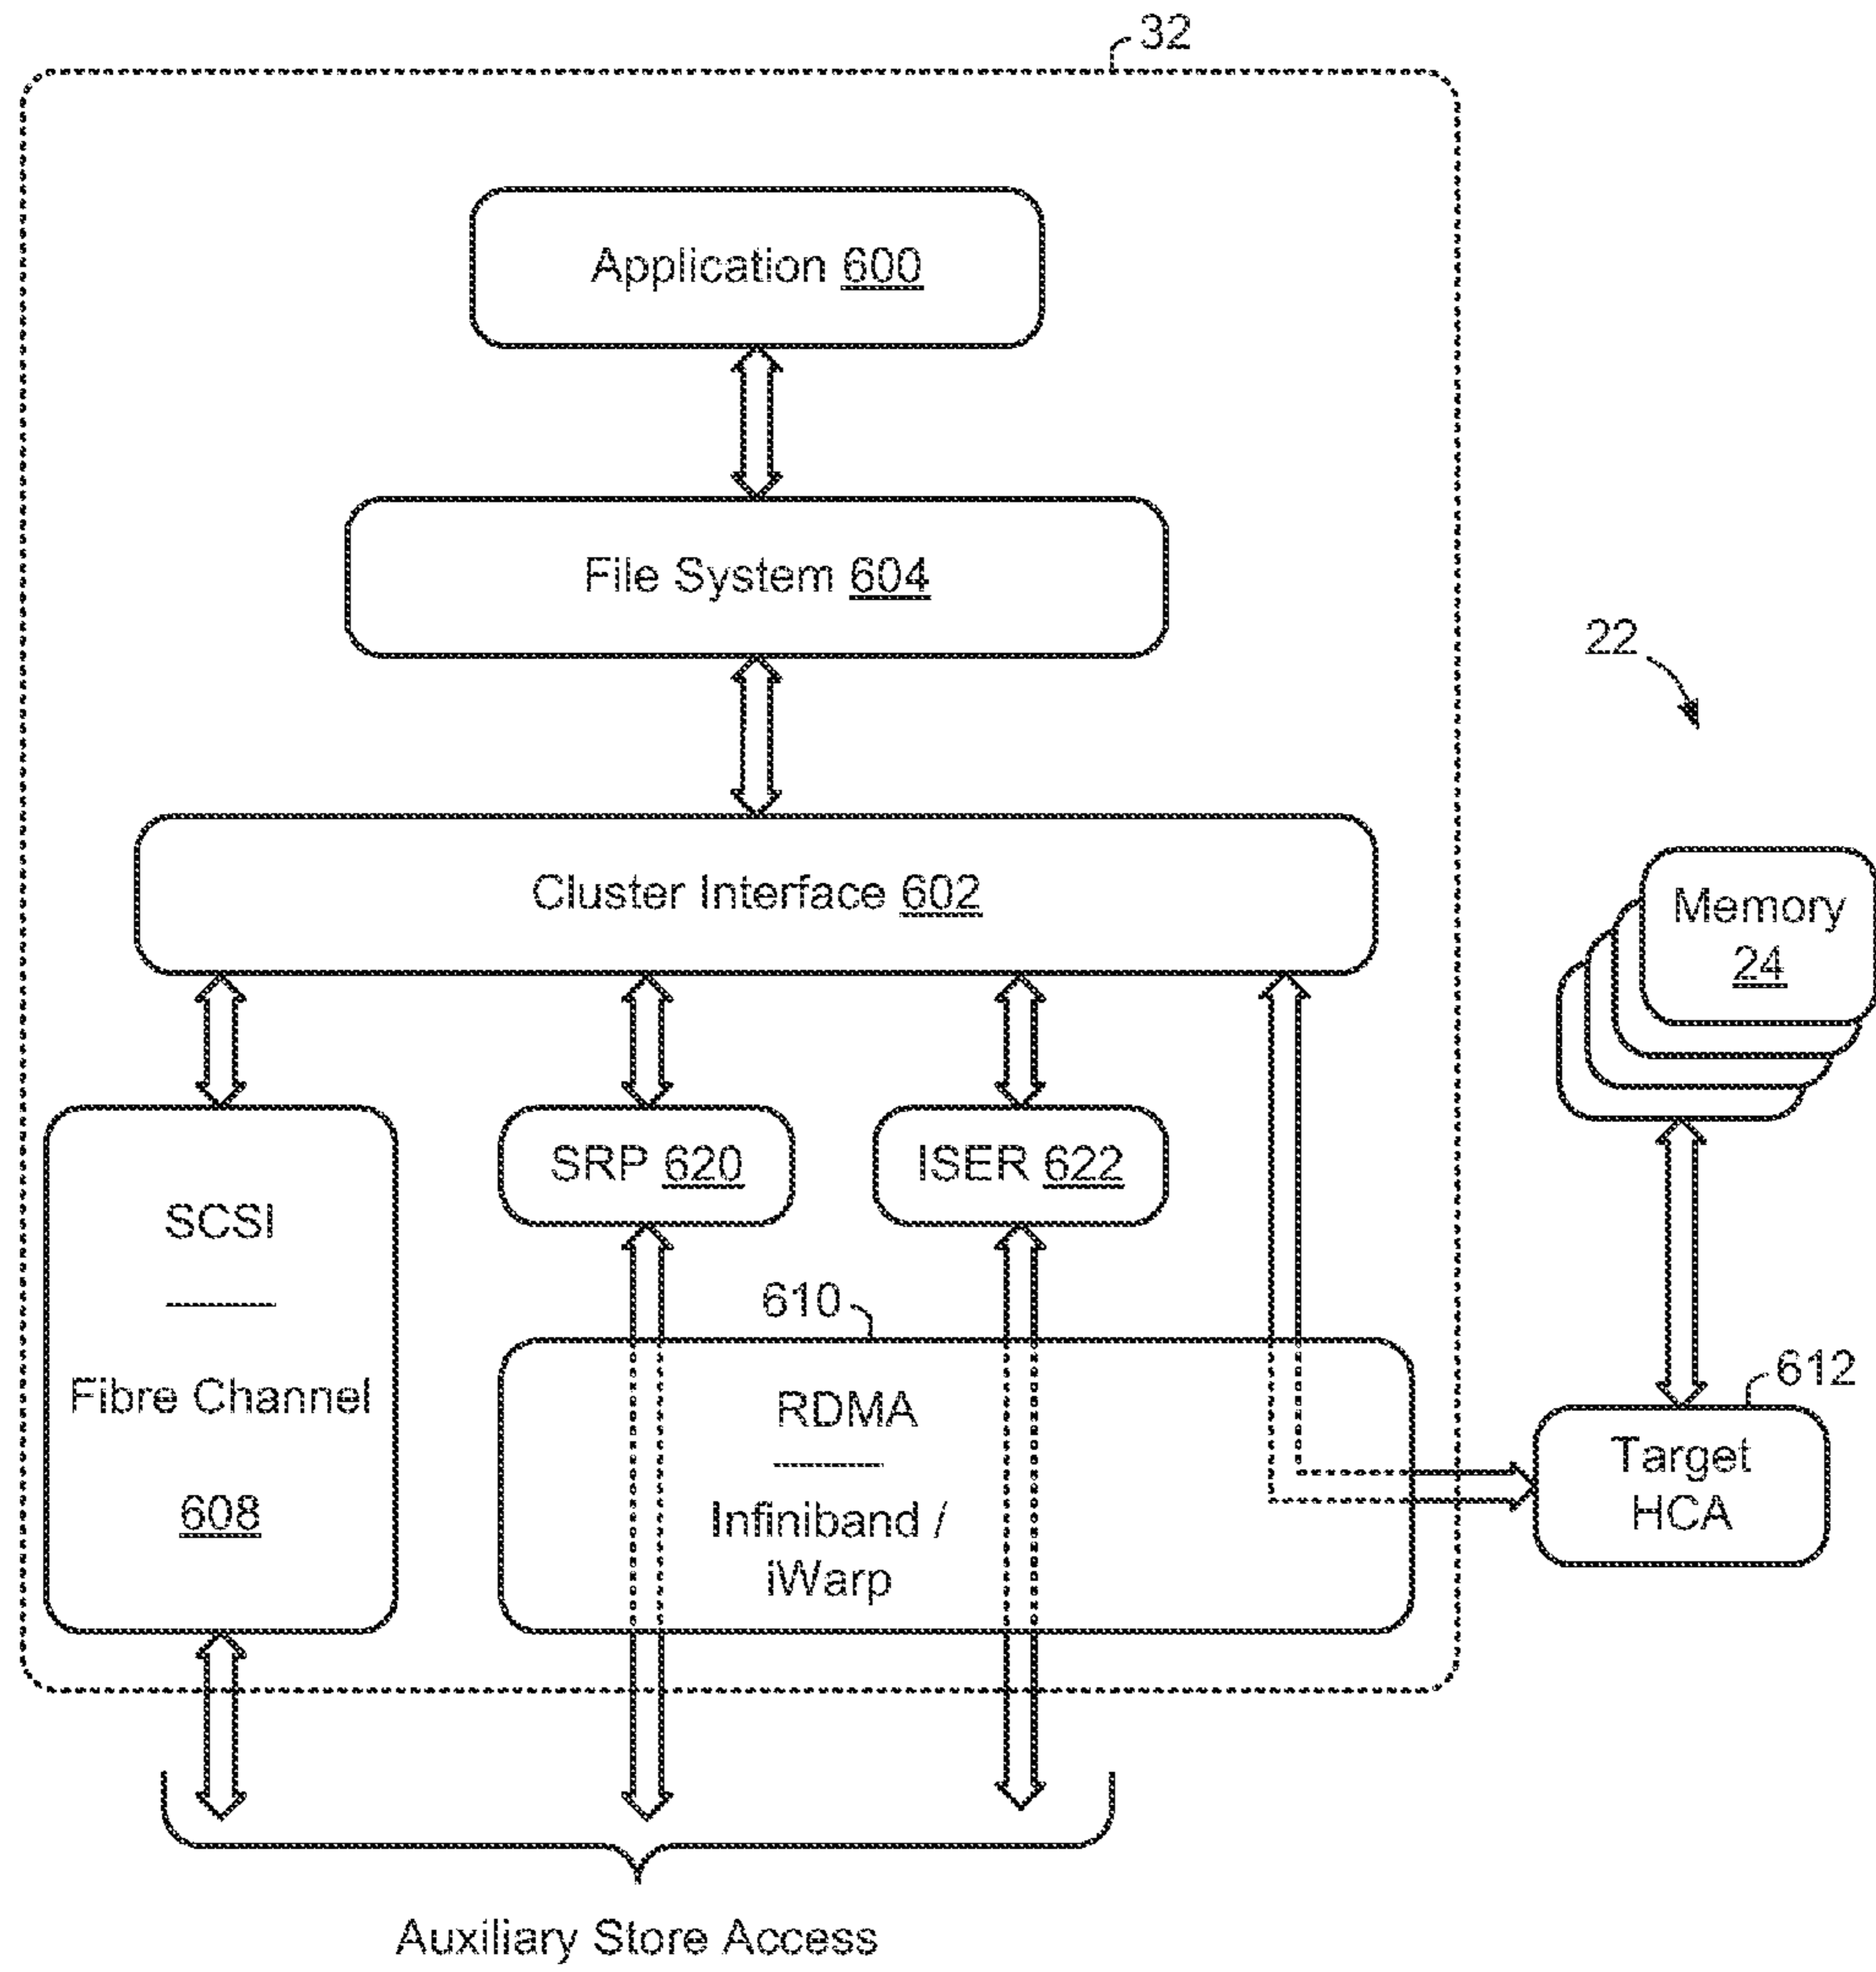 32
Application 600
File System 604
22
Cluster Interface 602
Memory
24
SRP 620
ISER 622
SCSI
Fibre Channel
608
610
RDMA
Infiniband /
iWarp
612
Target
HCA
Auxiliary Store Access